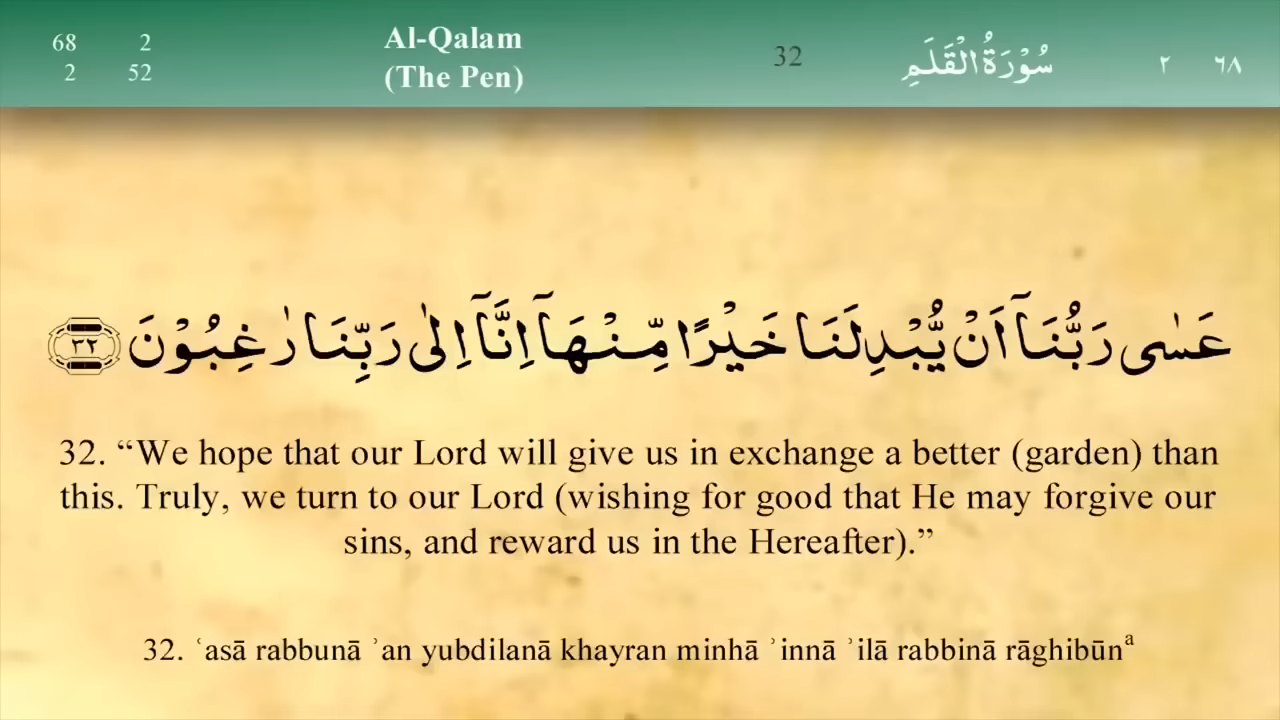 68 2 Al-Qalam 32 سُوْرَةُ الْقَلَمِ ٢ ٦٨
2 52 (The Pen)
عَسٰى رَبُّنَآ اَنْ يُّبْدِلَنَا خَيْرًا مِّنْهَآ اِنَّآ اِلٰى رَبِّنَا رٰغِبُوْنَ ٣٢
32. “We hope that our Lord will give us in exchange a better (garden) than
this. Truly, we turn to our Lord (wishing for good that He may forgive our
sins, and reward us in the Hereafter).”
32. ʿasā rabbunā ʾan yubdilanā khayran minhā ʾinnā ʾilā rabbinā rāghibūnᵃ